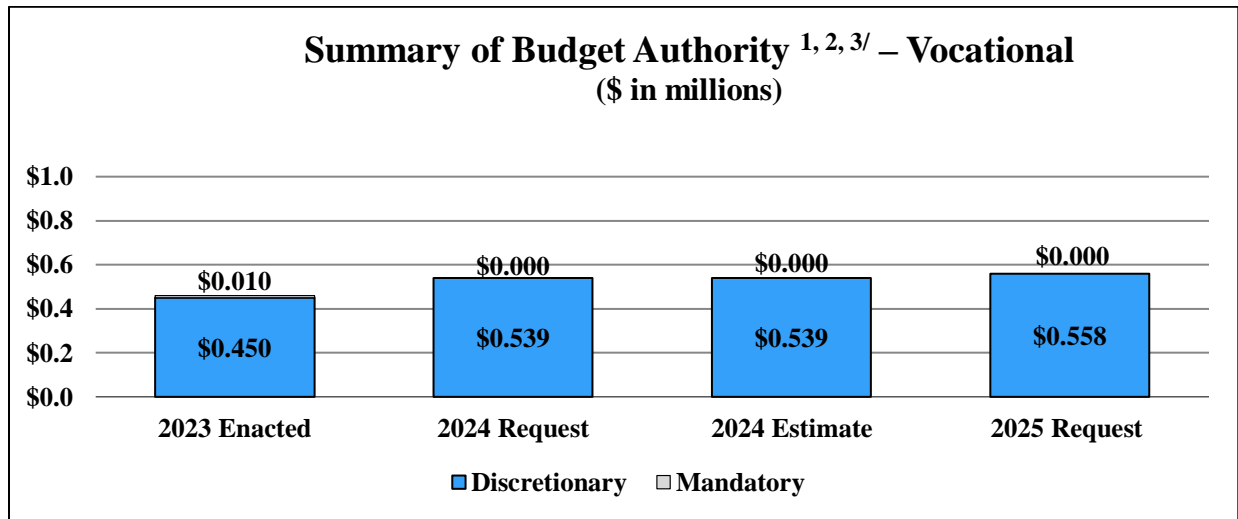 Summary of Budget Authority 1, 2, 3/ – Vocational
($ in millions)
$1.0
$0.8
$0.6
$0.4
$0.2
$0.0
$0.010
$0.000
$0.000
$0.000
$0.450
$0.539
$0.539
$0.558
2023 Enacted
2024 Request
2024 Estimate
2025 Request
Discretionary
Mandatory